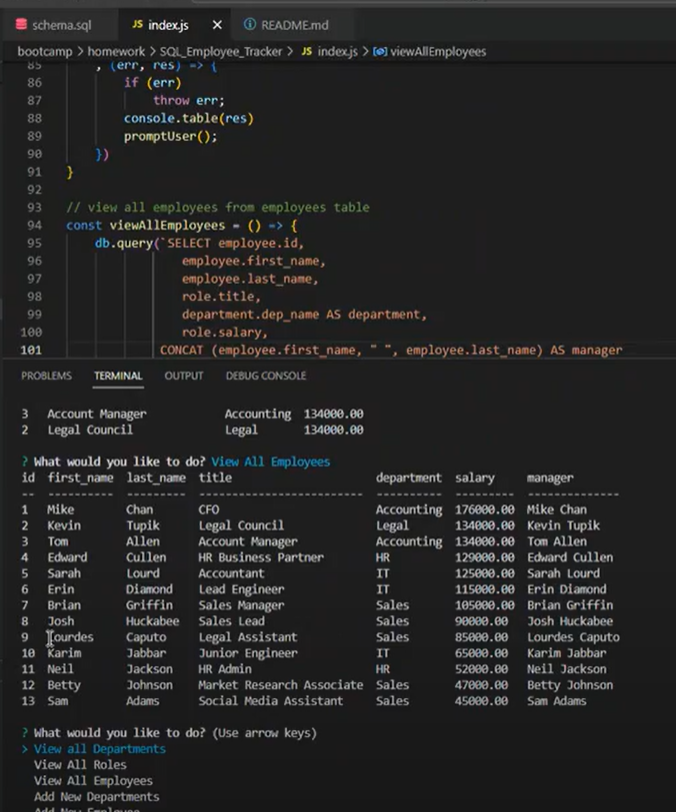 schema.sql JS index.js X README.md
bootcamp > homework > SQL_Employee_Tracker > JS index.js > viewAllEmployees
85 , (err, res) => {
86 if (err)
87 throw err;
88 console.table(res)
89 promptUser();
90 })
91 }
92
93 // view all employees from employees table
94 const viewAllEmployees = () => {
95 db.query(`SELECT employee.id,
96 employee.first_name,
97 employee.last_name,
98 role.title,
99 department.dep_name AS department,
100 role.salary,
101 CONCAT (employee.first_name, " ", employee.last_name) AS manager
PROBLEMS TERMINAL OUTPUT DEBUG CONSOLE
3 Account Manager Accounting 134000.00
2 Legal Council Legal 134000.00
? What would you like to do? View All Employees
id first_name last_name title department salary manager
-- ---------- --------- ------------------------- ---------- --------- --------------
1 Mike Chan CFO Accounting 176000.00 Mike Chan
2 Kevin Tupik Legal Council Legal 134000.00 Kevin Tupik
3 Tom Allen Account Manager Accounting 134000.00 Tom Allen
4 Edward Cullen HR Business Partner HR 129000.00 Edward Cullen
5 Sarah Lourd Accountant IT 125000.00 Sarah Lourd
6 Erin Diamond Lead Engineer IT 115000.00 Erin Diamond
7 Brian Griffin Sales Manager Sales 105000.00 Brian Griffin
8 Josh Huckabee Sales Lead Sales 90000.00 Josh Huckabee
9 Lourdes Caputo Legal Assistant Sales 85000.00 Lourdes Caputo
10 Karim Jabbar Junior Engineer IT 65000.00 Karim Jabbar
11 Neil Jackson HR Admin HR 52000.00 Neil Jackson
12 Betty Johnson Market Research Associate Sales 47000.00 Betty Johnson
13 Sam Adams Social Media Assistant Sales 45000.00 Sam Adams
? What would you like to do? (Use arrow keys)
> View all Departments
View All Roles
View All Employees
Add New Departments
Add New Employee